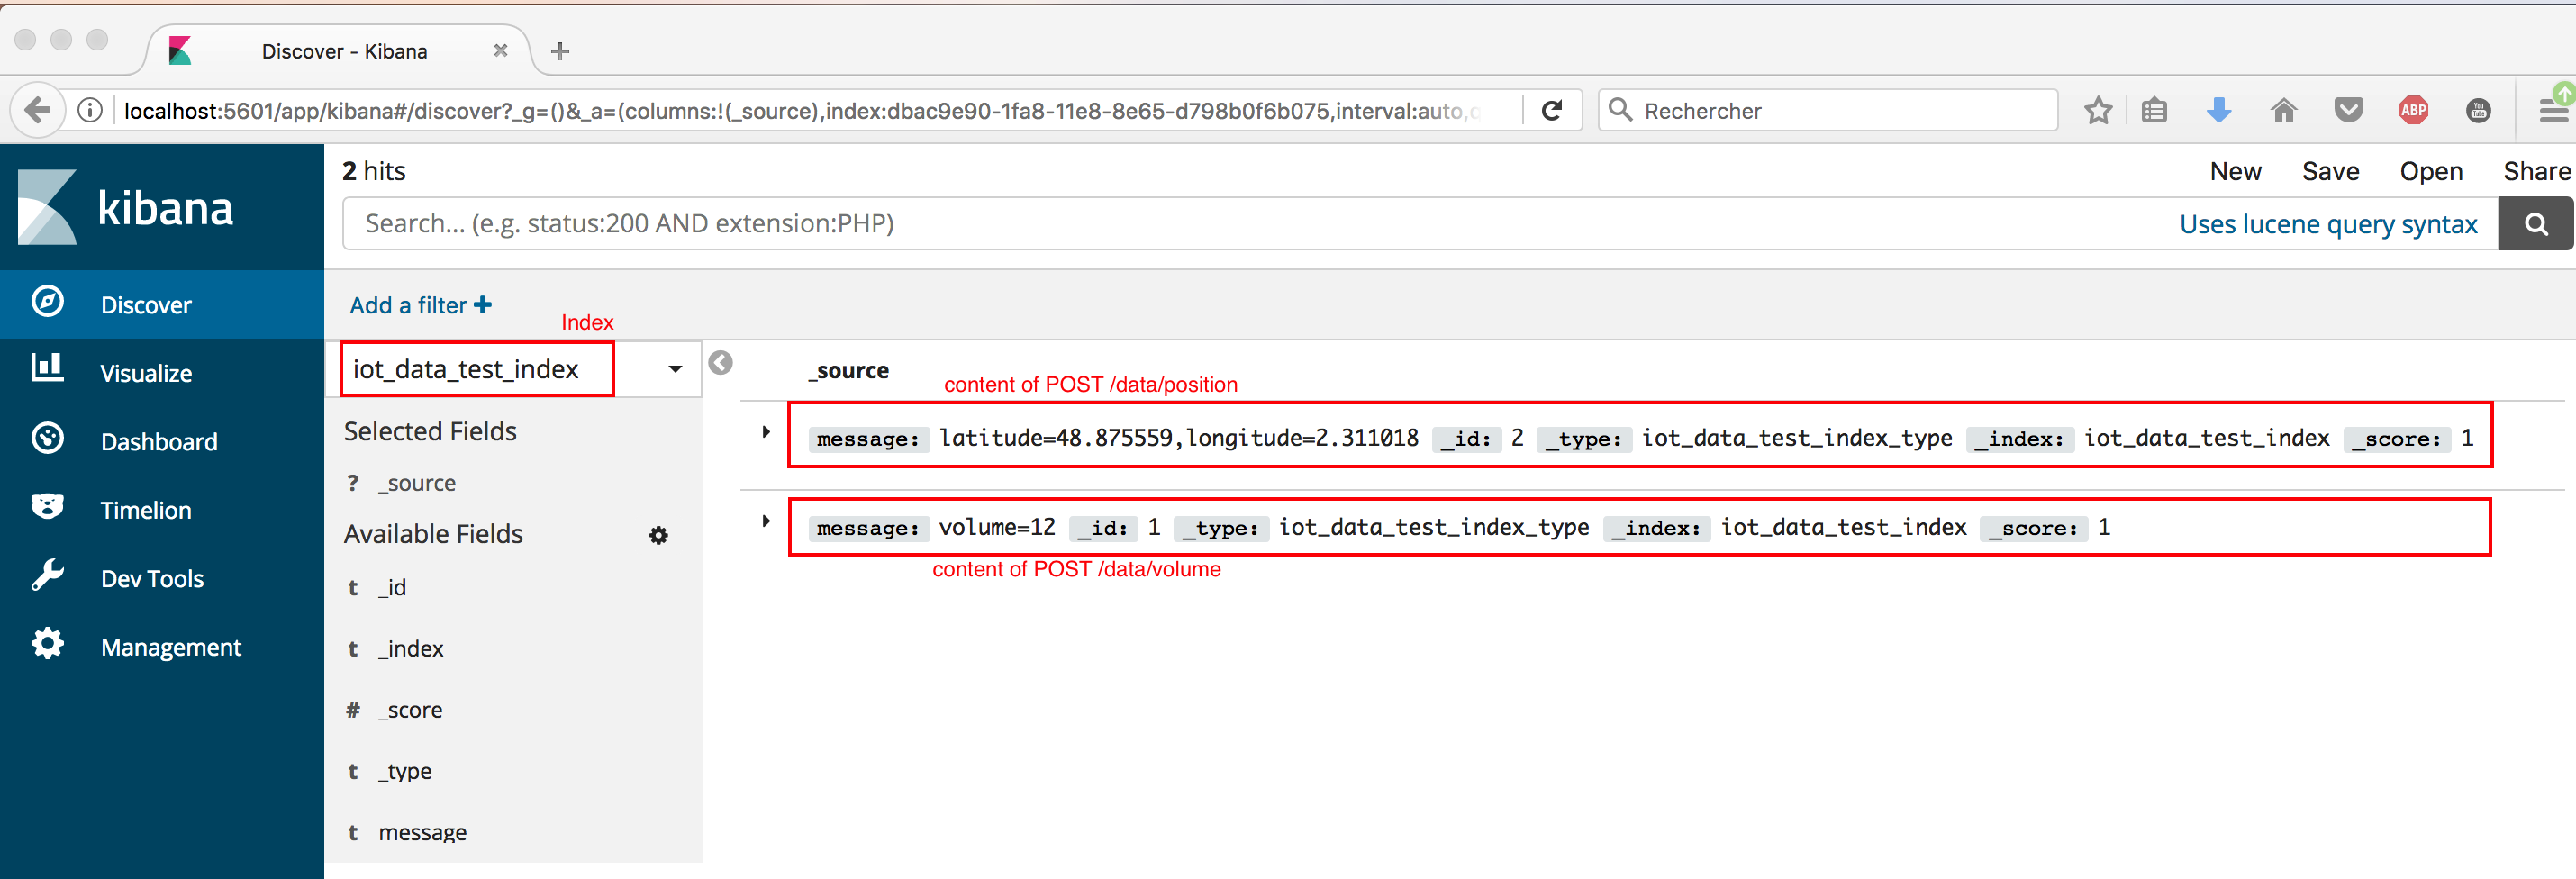 Discover - Kibana
localhost:5601/app/kibana#/discover?_g=()&_a=(columns:!(_source),index:dbac9e90-1fa8-11e8-8e65-d798b0f6b075,interval:auto,q
Rechercher
ABP
You Tube
kibana
2 hits
New Save Open Share
Search... (e.g. status:200 AND extension:PHP)
Uses lucene query syntax
Discover
Visualize
Dashboard
Timelion
Dev Tools
Management
Add a filter +
Index
iot_data_test_index
Selected Fields
? _source
Available Fields
t _id
t _index
# _score
t _type
t message
_source
content of POST /data/position
message: latitude=48.875559,longitude=2.311018 _id: 2 _type: iot_data_test_index_type _index: iot_data_test_index _score: 1
message: volume=12 _id: 1 _type: iot_data_test_index_type _index: iot_data_test_index _score: 1
content of POST /data/volume